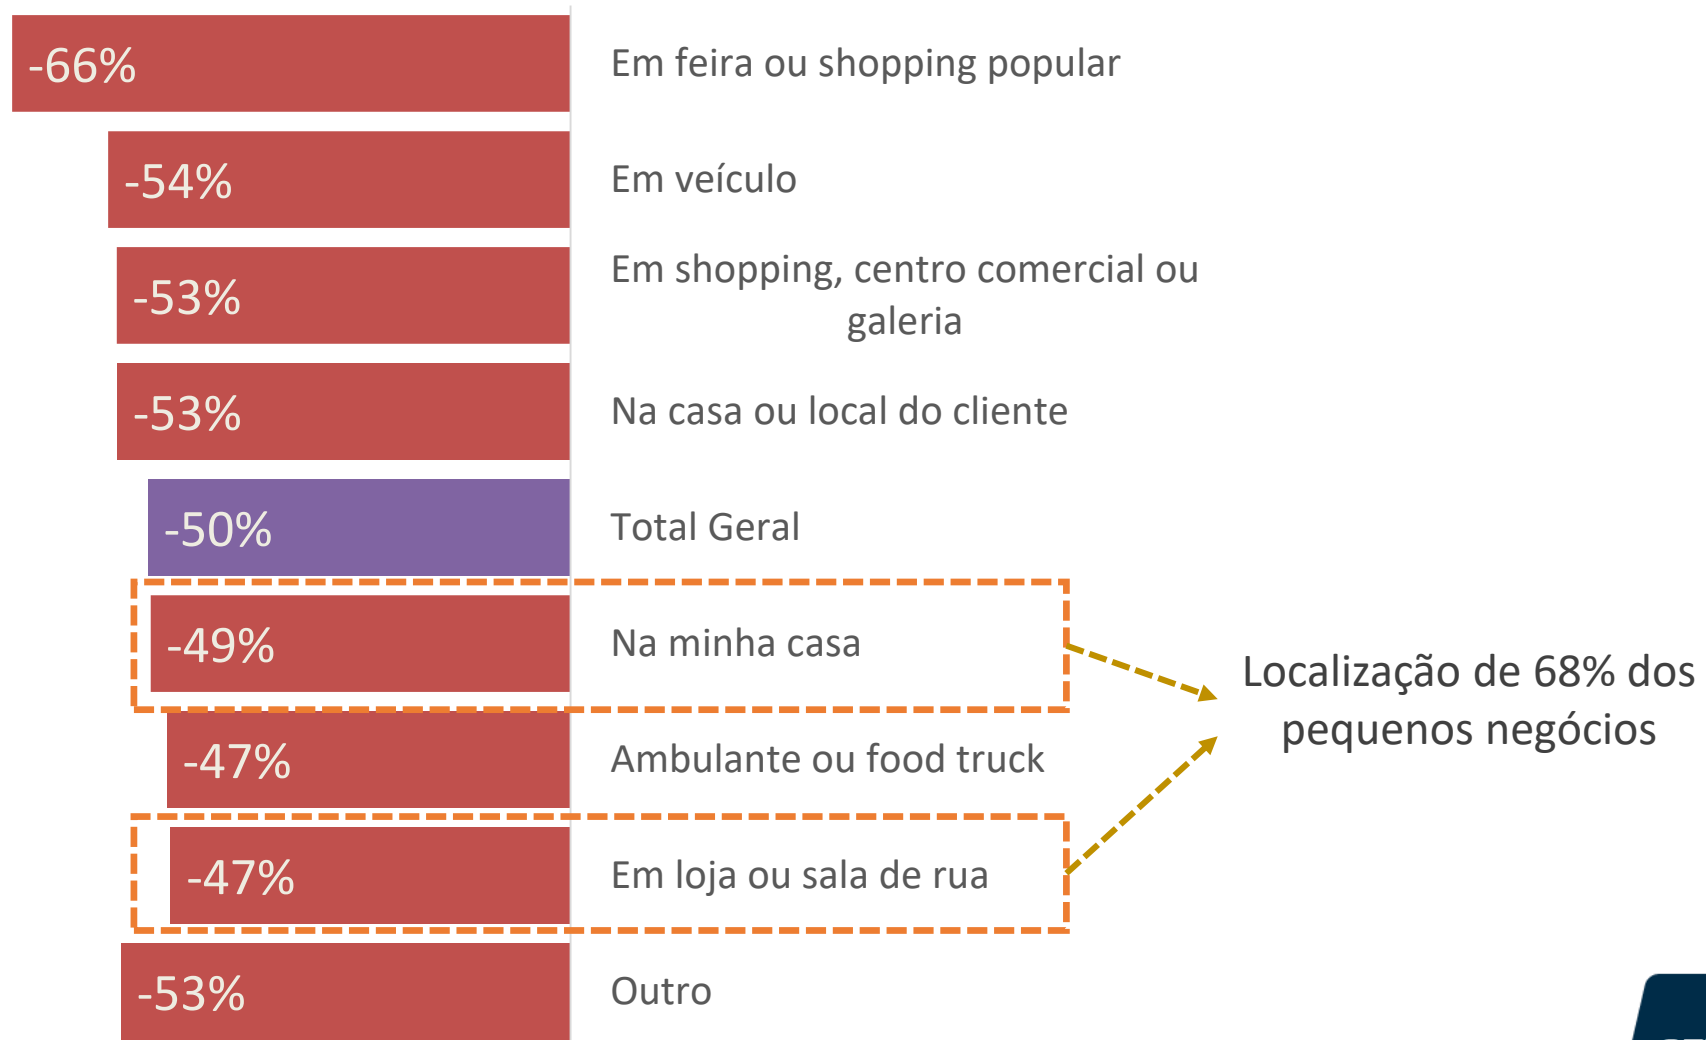 -66% Em feira ou shopping popular
-54% Em veículo
Em shopping, centro comercial ou
-53%
galeria
-53% Na casa ou local do cliente
-50% Total Geral
-49% Na minha casa
Localização de 68% dos
pequenos negócios
-47% Ambulante ou food truck
-47% Em loja ou sala de rua
-53% Outro